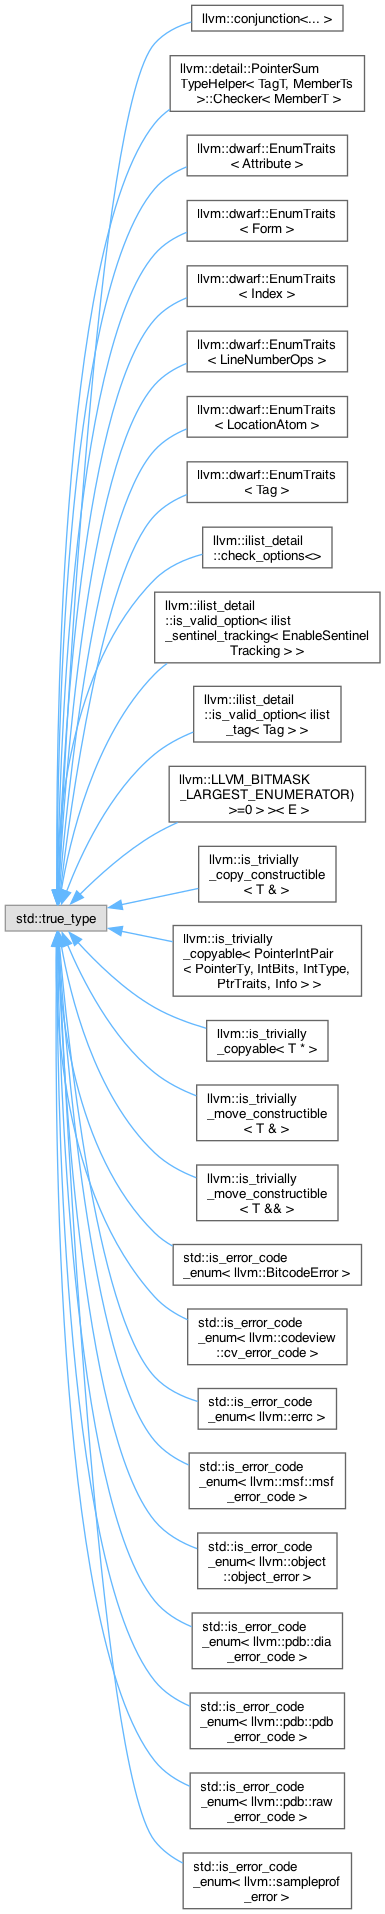 llvm::conjunction<... >
llvm::detail::PointerSum
TypeHelper< TagT, MemberTs
>::Checker< MemberT >
llvm::dwarf::EnumTraits
< Attribute >
llvm::dwarf::EnumTraits
< Form >
llvm::dwarf::EnumTraits
< Index >
llvm::dwarf::EnumTraits
< LineNumberOps >
llvm::dwarf::EnumTraits
< LocationAtom >
llvm::dwarf::EnumTraits
< Tag >
llvm::ilist_detail
::check_options<>
llvm::ilist_detail
::is_valid_option< ilist
_sentinel_tracking< EnableSentinel
Tracking > >
llvm::ilist_detail
::is_valid_option< ilist
_tag< Tag > >
llvm::LLVM_BITMASK
_LARGEST_ENUMERATOR)
>=0 > >< E >
llvm::is_trivially
_copy_constructible
< T & >
std::true_type
llvm::is_trivially
_copyable< PointerIntPair
< PointerTy, IntBits, IntType,
PtrTraits, Info > >
llvm::is_trivially
_copyable< T * >
llvm::is_trivially
_move_constructible
< T & >
llvm::is_trivially
_move_constructible
< T && >
std::is_error_code
_enum< llvm::BitcodeError >
std::is_error_code
_enum< llvm::codeview
::cv_error_code >
std::is_error_code
_enum< llvm::errc >
std::is_error_code
_enum< llvm::msf::msf
_error_code >
std::is_error_code
_enum< llvm::object
::object_error >
std::is_error_code
_enum< llvm::pdb::dia
_error_code >
std::is_error_code
_enum< llvm::pdb::pdb
_error_code >
std::is_error_code
_enum< llvm::pdb::raw
_error_code >
std::is_error_code
_enum< llvm::sampleprof
_error >